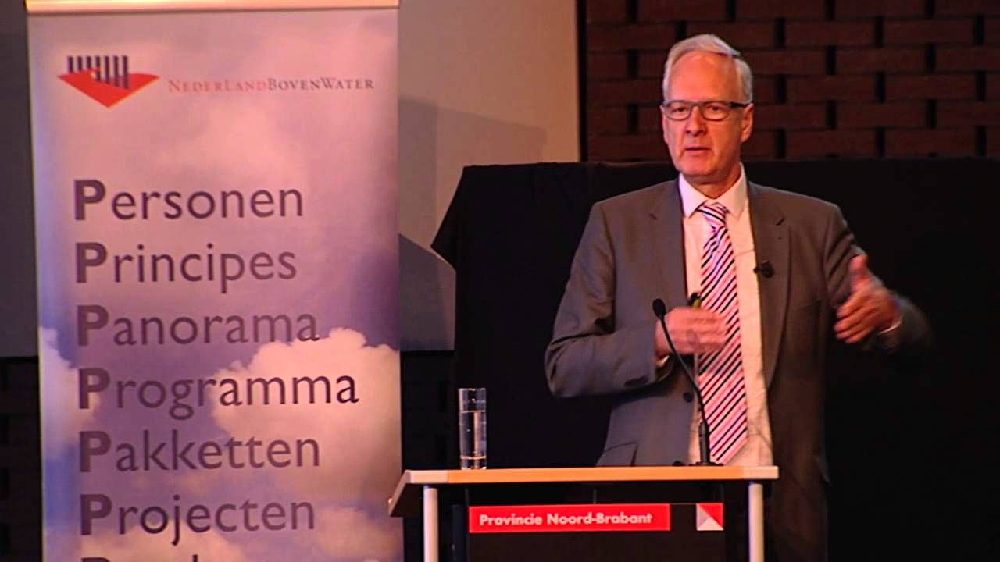 NEDERLANDBOVENWATER
Personen
Principes
Panorama
Programma
Pakketten
Projecten
Provincie Noord-Brabant